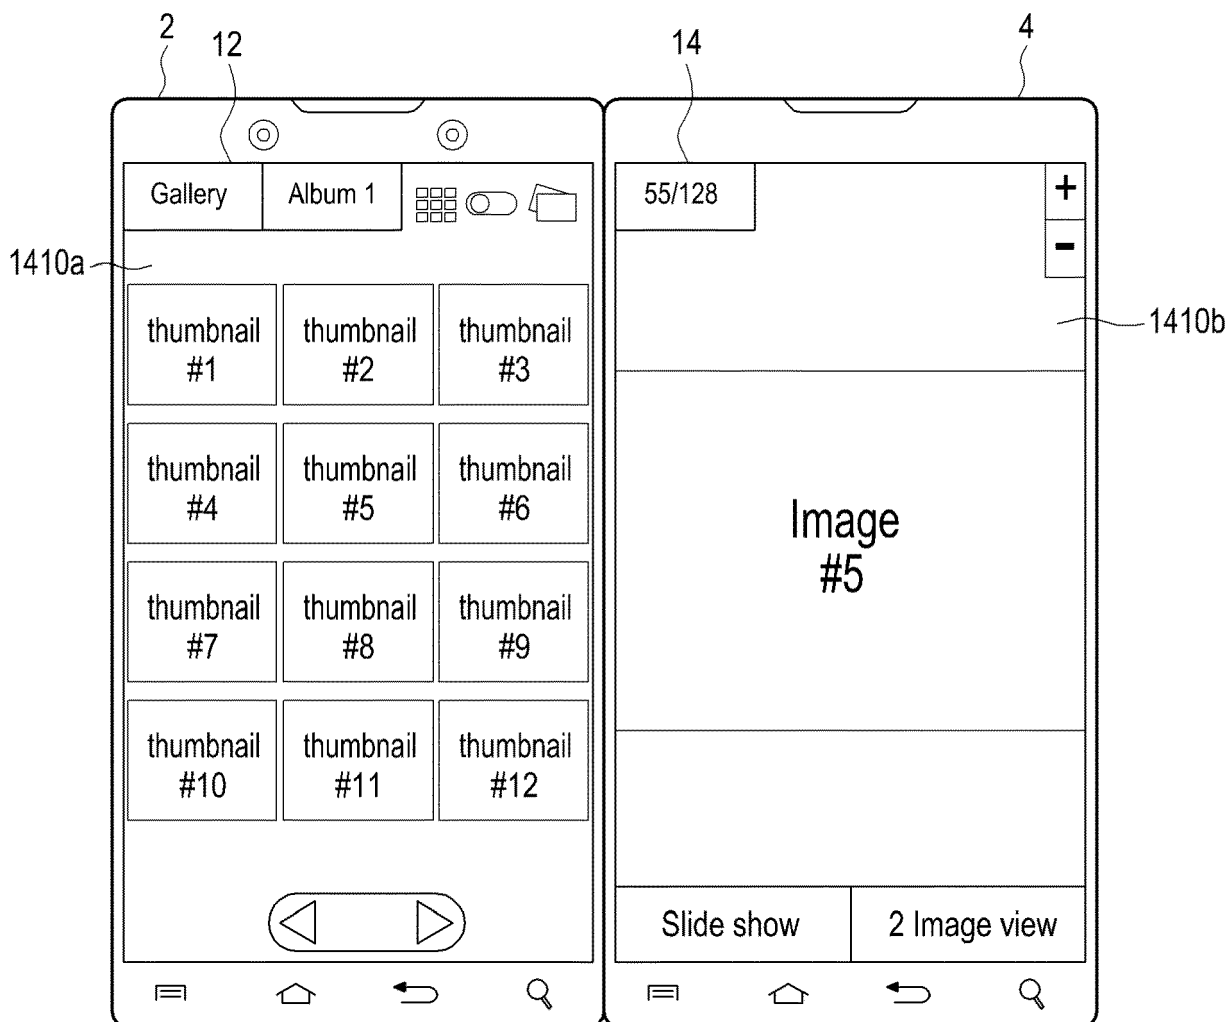 2
12
14
4
Gallery
Album 1
55/128
+
-
1410a
1410b
thumbnail
#1
thumbnail
#2
thumbnail
#3
thumbnail
#4
thumbnail
#5
thumbnail
#6
thumbnail
#7
thumbnail
#8
thumbnail
#9
thumbnail
#10
thumbnail
#11
thumbnail
#12
Image
#5
Slide show
2 Image view